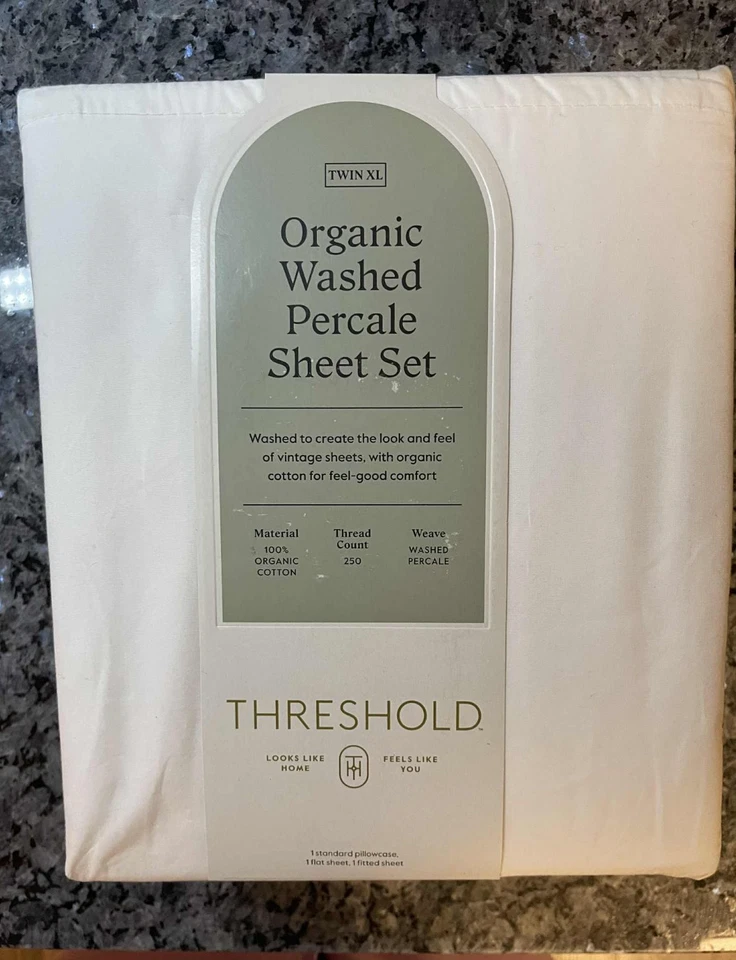 TWIN XL
Organic
Washed
Percale
Sheet Set
Washed to create the look and feel
of vintage sheets, with organic
cotton for feel-good comfort
Material
100%
ORGANIC
COTTON
Thread
Count
250
Weave
WASHED
PERCALE
THRESHOLD™
LOOKS LIKE
HOME
FEELS LIKE
YOU
1 standard pillowcase,
1 flat sheet, 1 fitted sheet